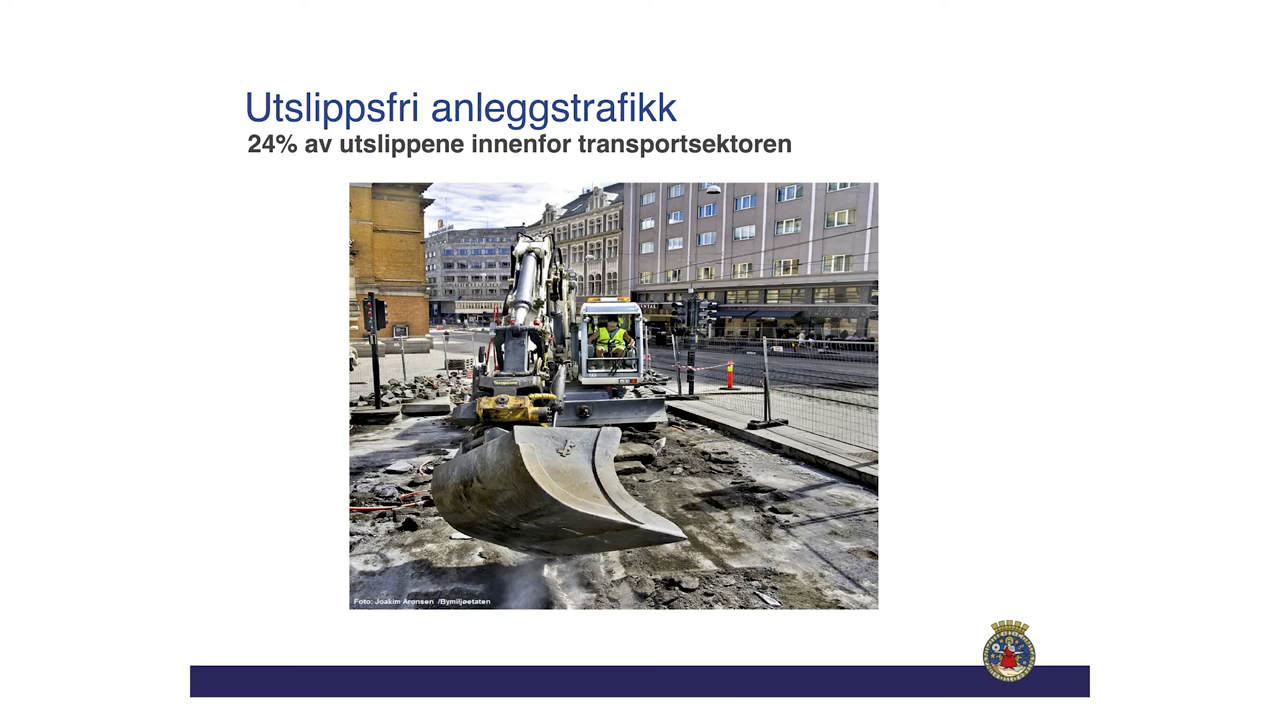 Utslippsfri anleggstrafikk
24% av utslippene innenfor transportsektoren
Foto: Joakim Aronsen /Bymiljøetaten